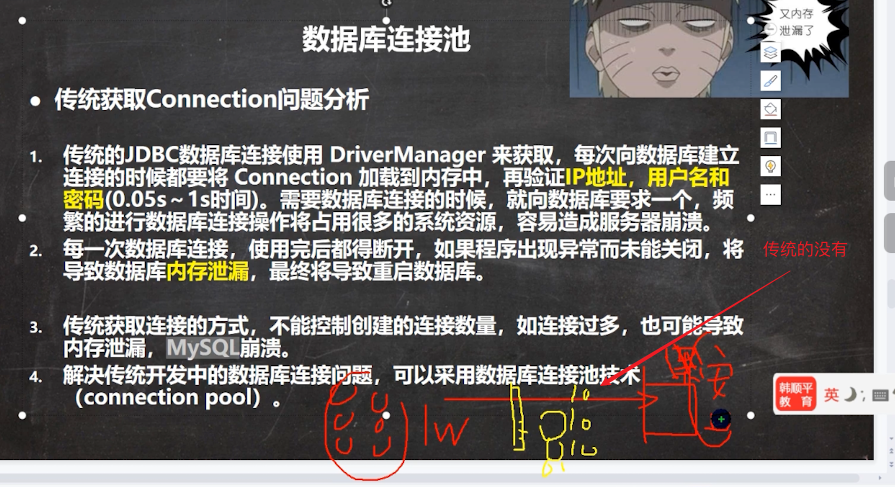 又内存
泄漏了
数据库连接池
● 传统获取Connection问题分析
1. 传统的JDBC数据库连接使用 DriverManager 来获取，每次向数据库建立
连接的时候都要将 Connection 加载到内存中，再验证IP地址，用户名和
密码(0.05s～1s时间)。需要数据库连接的时候，就向数据库要求一个，频
繁的进行数据库连接操作将占用很多的系统资源，容易造成服务器崩溃。
2. 每一次数据库连接，使用完后都得断开，如果程序出现异常而未能关闭，将
导致数据库内存泄漏，最终将导致重启数据库。
传统的没有
3. 传统获取连接的方式，不能控制创建的连接数量，如连接过多，也可能导致
内存泄漏，MySQL崩溃。
4. 解决传统开发中的数据库连接问题，可以采用数据库连接池技术
（connection pool）。
1w
韩顺平
教 育
英